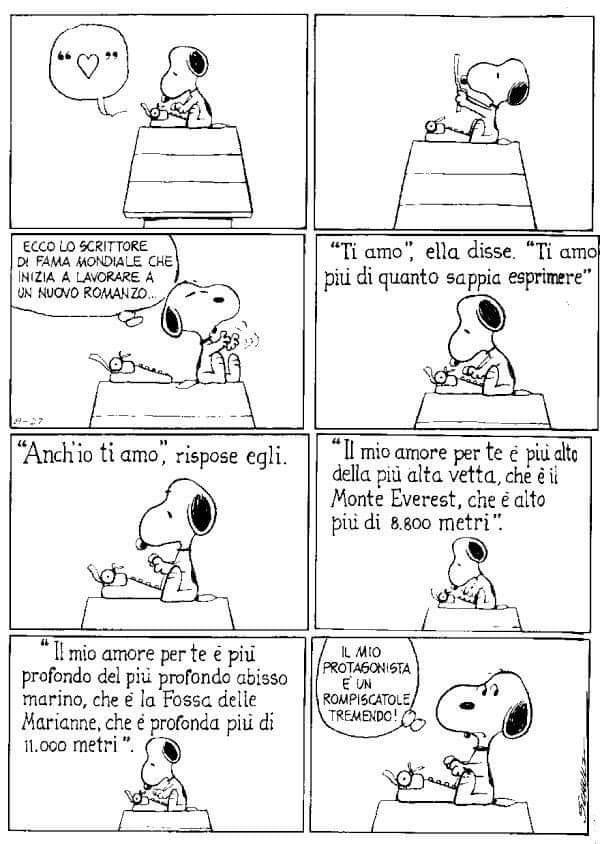 “ ♡ ”
ECCO LO SCRITTORE
DI FAMA MONDIALE CHE
INIZIA A LAVORARE A
UN NUOVO ROMANZO...
8-27
“Ti amo”, ella disse. “Ti amo
più di quanto sappia esprimere”
“Anch'io ti amo”, rispose egli.
“Il mio amore per te è più alto
della più alta vetta, che è il
Monte Everest, che è alto
più di 8.800 metri”.
“Il mio amore per te è più
profondo del più profondo abisso
marino, che è la Fossa delle
Marianne, che è profonda più di
11.000 metri”.
IL MIO
PROTAGONISTA
E' UN
ROMPISCATOLE
TREMENDO!
SCHULZ